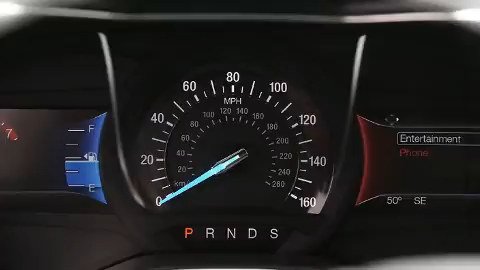 7
F
E
0 20 40 60 80 100 120 140 160
MPH
20 40 60 80 100 120 140 160 180 200 220 240 260
km/h
P R N D S
Entertainment
Phone
50° SE